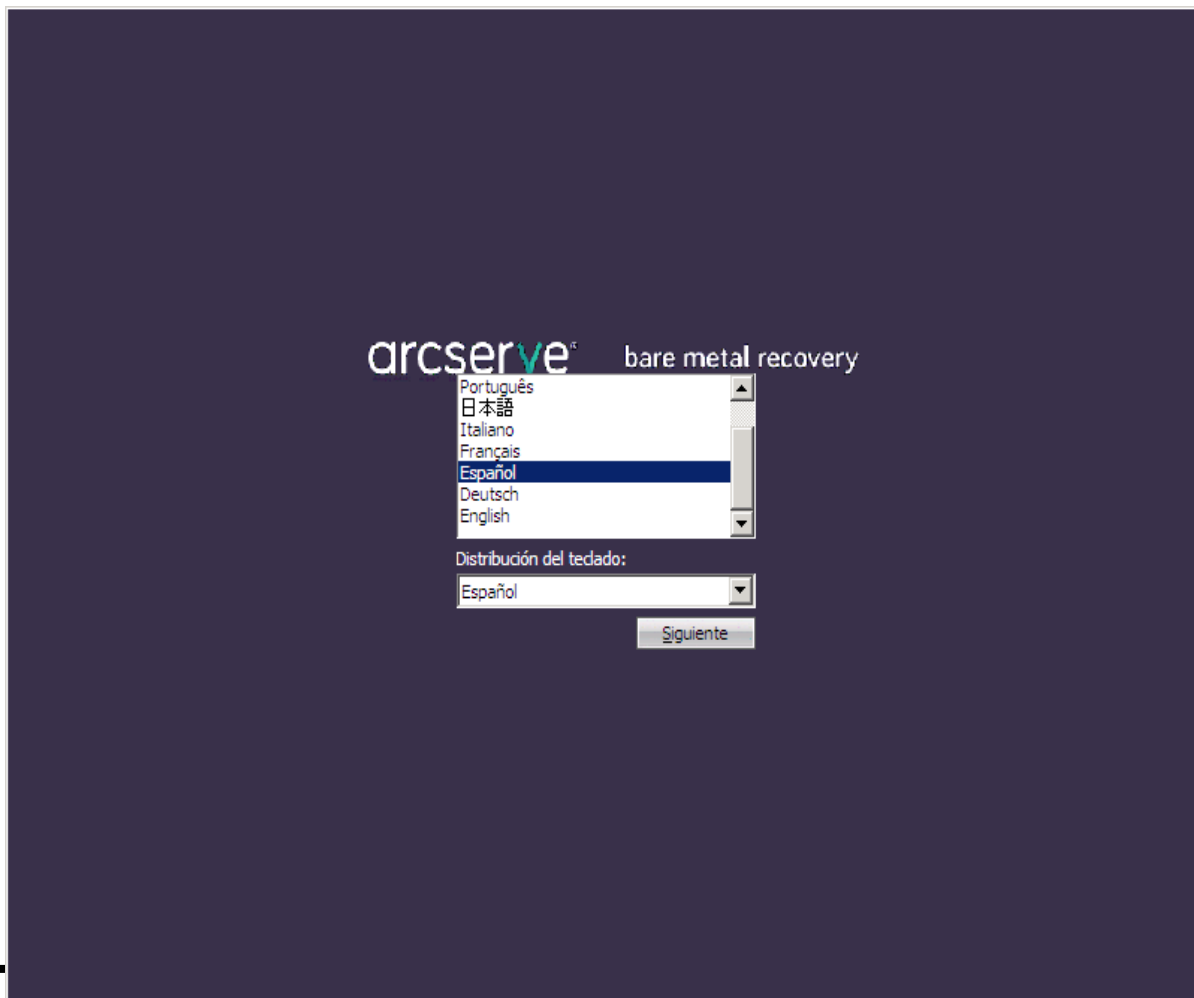 arcserve® bare metal recovery
Português
日本語
Italiano
Français
Español
Deutsch
English
Distribución del teclado:
Español
Siguiente